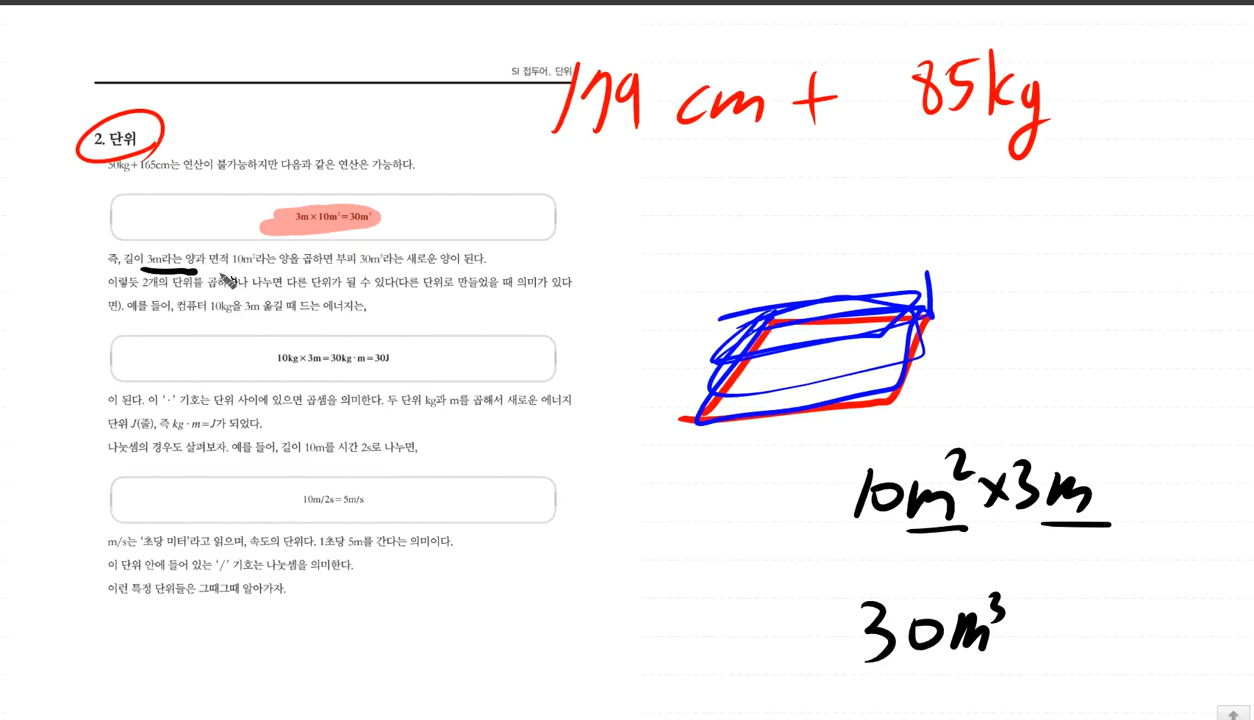 SI 접두어, 단위
179 cm + 85kg
2. 단위
50kg+165cm는 연산이 불가능하지만 다음과 같은 연산은 가능하다.
3m×10m²=30m³
즉, 길이 3m라는 양과 면적 10m²라는 양을 곱하면 부피 30m³라는 새로운 양이 된다.
이렇듯 2개의 단위를 곱하거나 나누면 다른 단위가 될 수 있다(다른 단위로 만들었을 때 의미가 있다
면). 예를 들어, 컴퓨터 10kg을 3m 옮길 때 드는 에너지는,
10kg×3m=30kg·m=30J
이 된다. 이 '·' 기호는 단위 사이에 있으면 곱셈을 의미한다. 두 단위 kg과 m를 곱해서 새로운 에너지
단위 J(줄), 즉 kg·m=J가 되었다.
나눗셈의 경우도 살펴보자. 예를 들어, 길이 10m를 시간 2s로 나누면,
10m/2s=5m/s
m/s는 '초당 미터'라고 읽으며, 속도의 단위다. 1초당 5m를 간다는 의미이다.
이 단위 안에 들어 있는 '/' 기호는 나눗셈을 의미한다.
이런 특정 단위들은 그때그때 알아가자.
10m²×3m
30m³